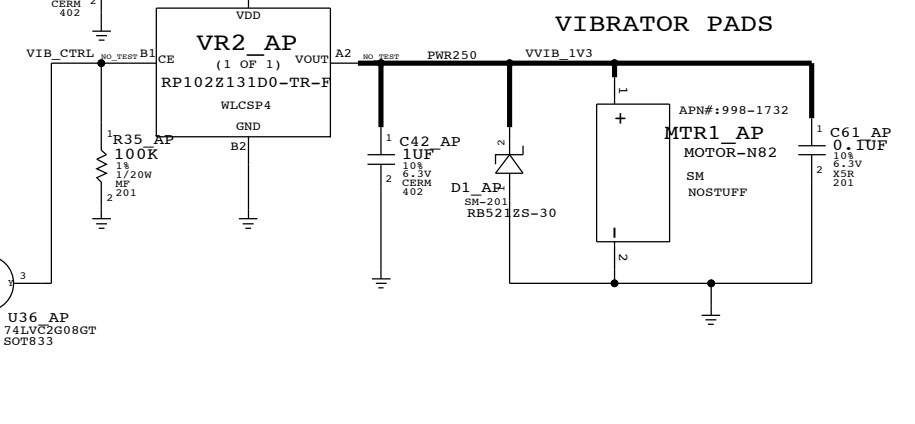 CERM
402
2
VIBRATOR PADS
VDD
VR2_AP
(1 OF 1)
RP102Z131D0-TR-F
WLCSP4
GND
VIB_CTRL
NO_TEST
B1
CE
VOUT
A2
B2
NO_TEST
PWR250
VVIB_1V3
1
R35_AP
100K
1%
1/20W
MF
201
2
1
C42_AP
1UF
10%
6.3V
CERM
402
2
2
D1_AP
1
SM-201
RB521ZS-30
1
+
APN#:998-1732
MTR1_AP
MOTOR-N82
SM
NOSTUFF
-
2
1
C61_AP
0.1UF
10%
6.3V
X5R
201
2
Y
3
U36_AP
74LVC2G08GT
SOT833